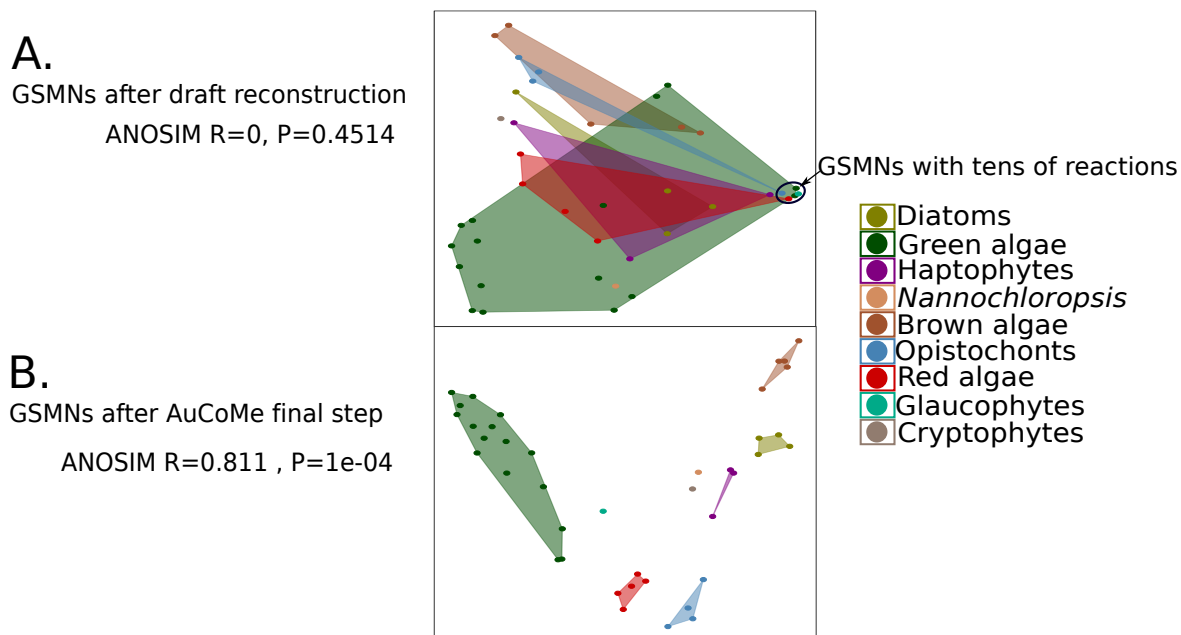 A.
GSMNs after draft reconstruction
ANOSIM R=0, P=0.4514
GSMNs with tens of reactions
Diatoms
Green algae
Haptophytes
Nannochloropsis
Brown algae
Opistochonts
Red algae
Glaucophytes
Cryptophytes
B.
GSMNs after AuCoMe final step
ANOSIM R=0.811 , P=1e-04